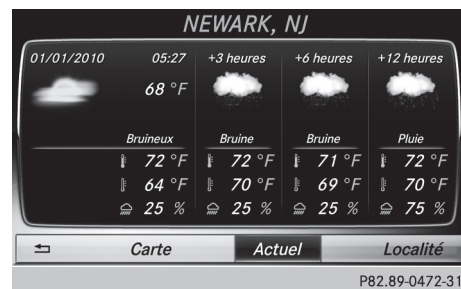 NEWARK, NJ
01/01/2010 05:27 +3 heures +6 heures +12 heures
68 °F
Bruineux Bruine Bruine Pluie
72 °F 72 °F 71 °F 72 °F
64 °F 70 °F 69 °F 70 °F
25 % 25 % 25 % 75 %
Carte Actuel Localité
P82.89-0472-31